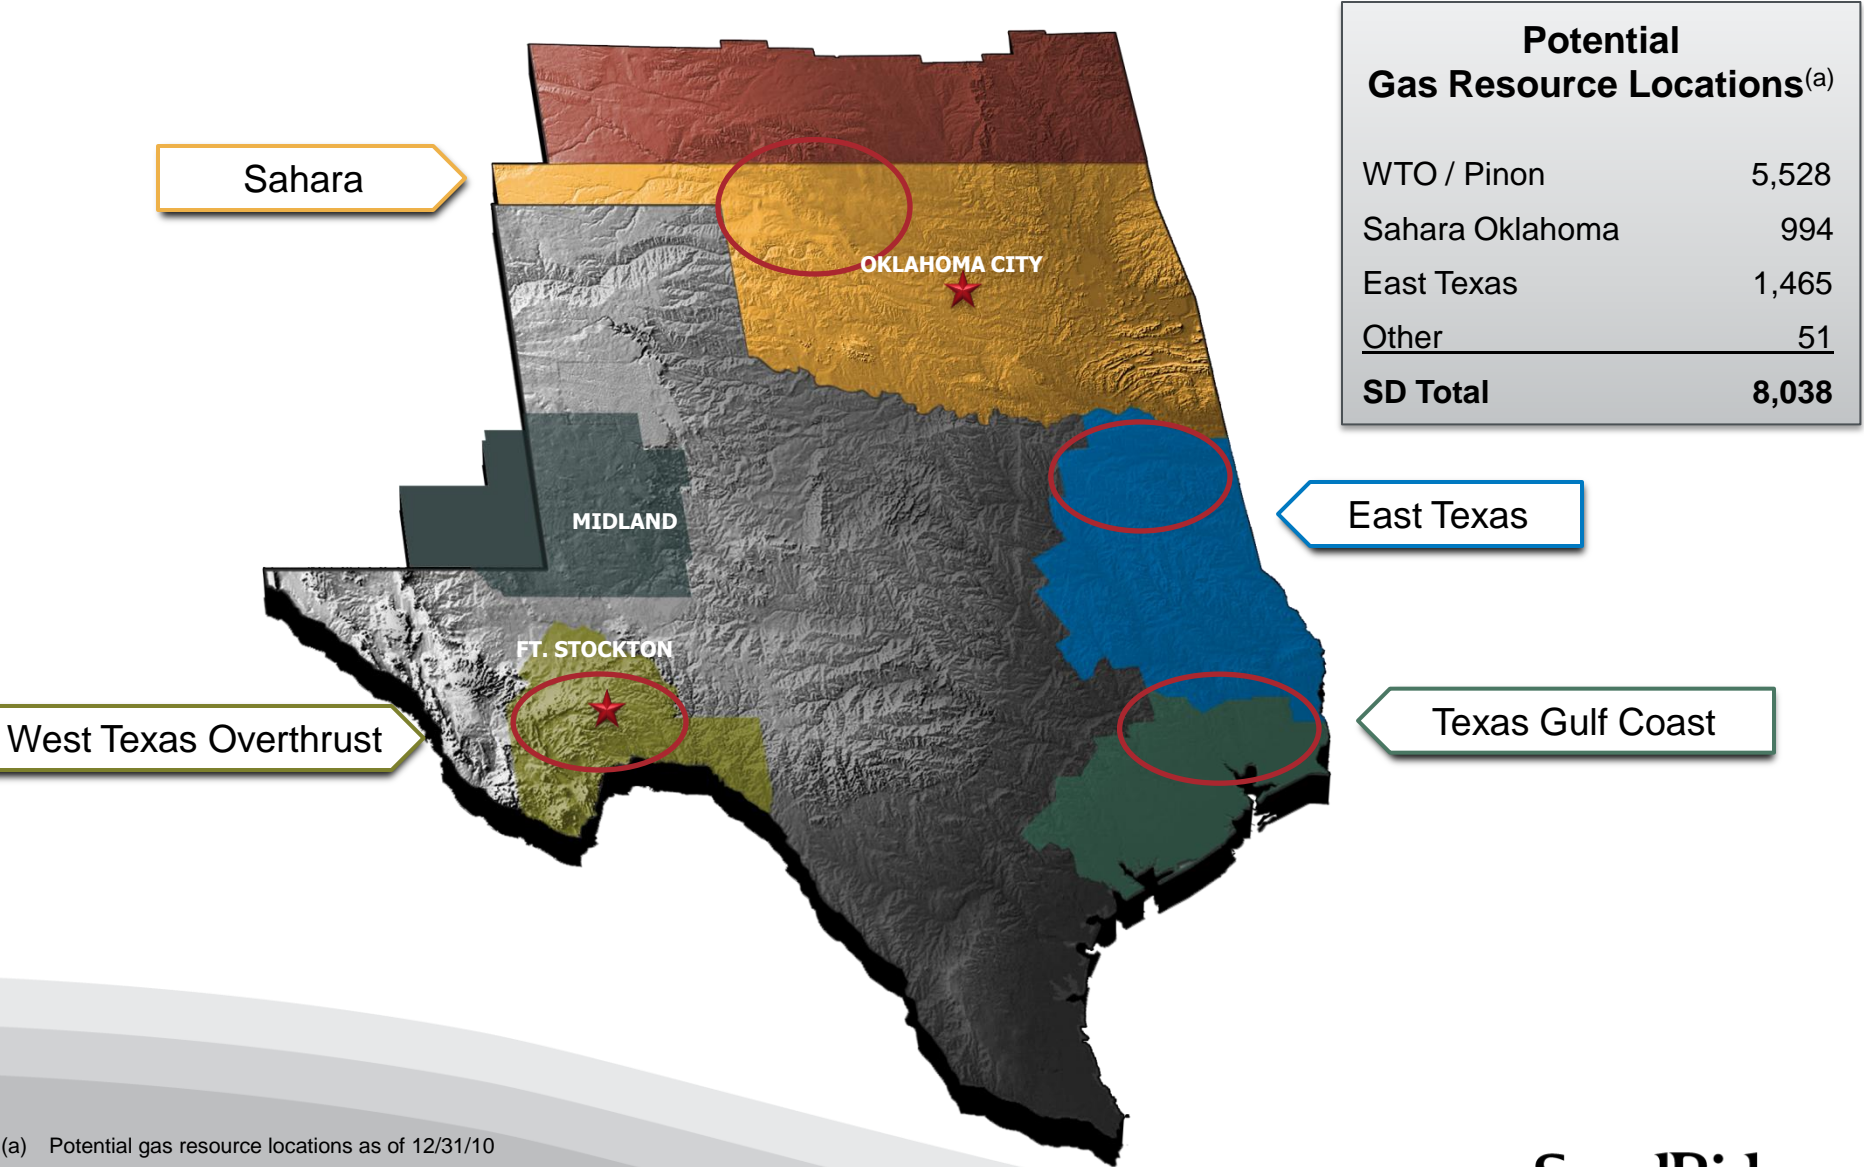 Potential
Gas Resource Locations(a)
WTO / Pinon 5,528
Sahara Oklahoma 994
East Texas 1,465
Other 51
SD Total 8,038
Sahara
OKLAHOMA CITY
East Texas
MIDLAND
FT. STOCKTON
West Texas Overthrust
Texas Gulf Coast
(a) Potential gas resource locations as of 12/31/10